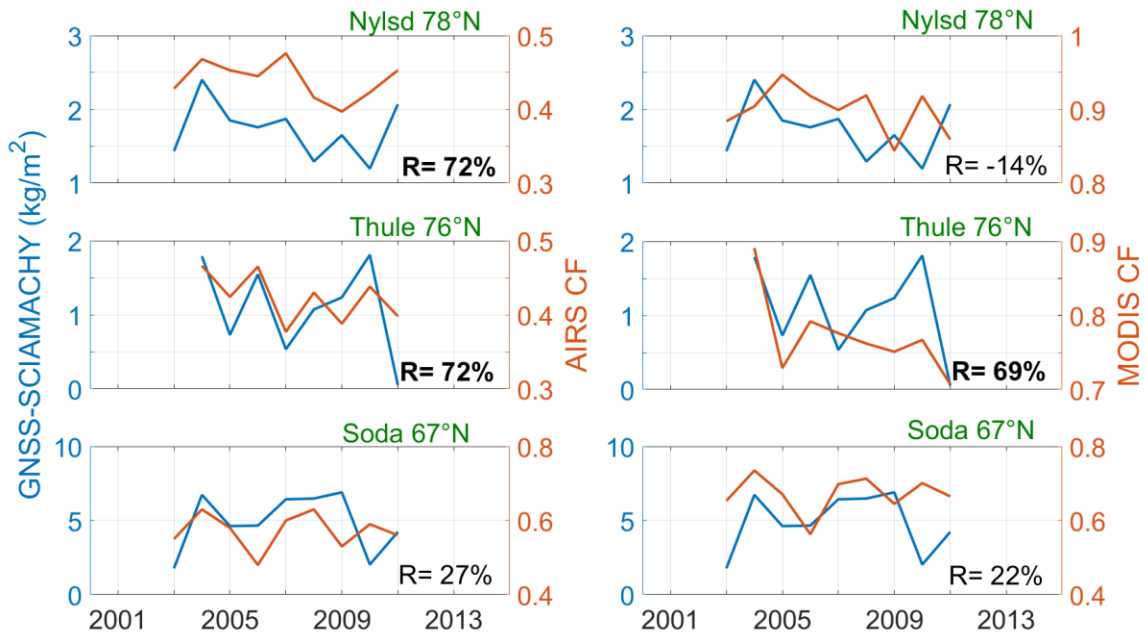 Nylsd 78°N
3
2
1
0.5
0.4
0.3
R= 72%
Nylsd 78°N
3
2
1
1
0.9
0.8
R= -14%
GNSS-SCIAMACHY (kg/m²)
Thule 76°N
2
1
0
0.5
0.4
0.3
R= 72%
AIRS CF
Thule 76°N
2
1
0
0.9
0.8
0.7
R= 69%
MODIS CF
Soda 67°N
10
5
0
0.8
0.6
0.4
R= 27%
2001 2005 2009 2013
Soda 67°N
10
5
0
0.8
0.6
0.4
R= 22%
2001 2005 2009 2013